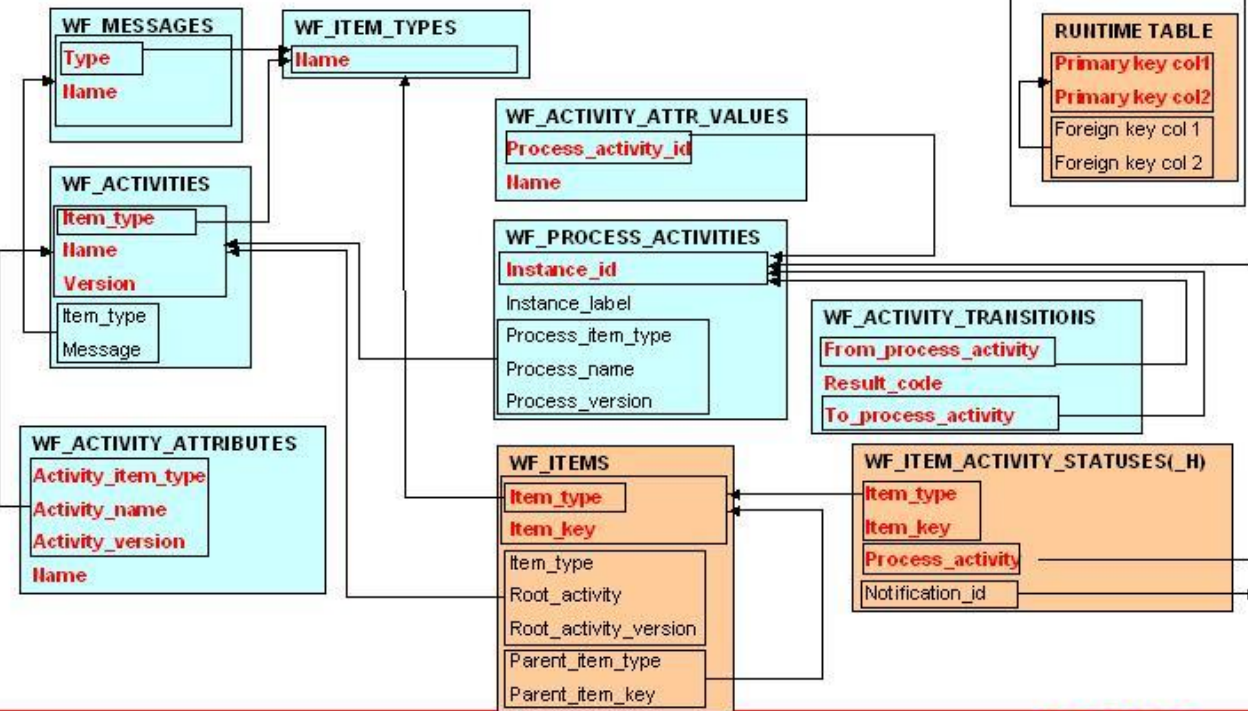 WF_MESSAGES
Type
Name
WF_ITEM_TYPES
Name
RUNTIME TABLE
Primary key col1
Primary key col2
Foreign key col 1
Foreign key col 2
WF_ACTIVITY_ATTR_VALUES
Process_activity_id
Name
WF_ACTIVITIES
Item_type
Name
Version
Item_type
Message
WF_PROCESS_ACTIVITIES
Instance_id
Instance_label
Process_item_type
Process_name
Process_version
WF_ACTIVITY_TRANSITIONS
From_process_activity
Result_code
To_process_activity
WF_ACTIVITY_ATTRIBUTES
Activity_item_type
Activity_name
Activity_version
Name
WF_ITEMS
Item_type
Item_key
Item_type
Root_activity
Root_activity_version
Parent_item_type
Parent_item_key
WF_ITEM_ACTIVITY_STATUSES(_H)
Item_type
Item_key
Process_activity
Notification_id